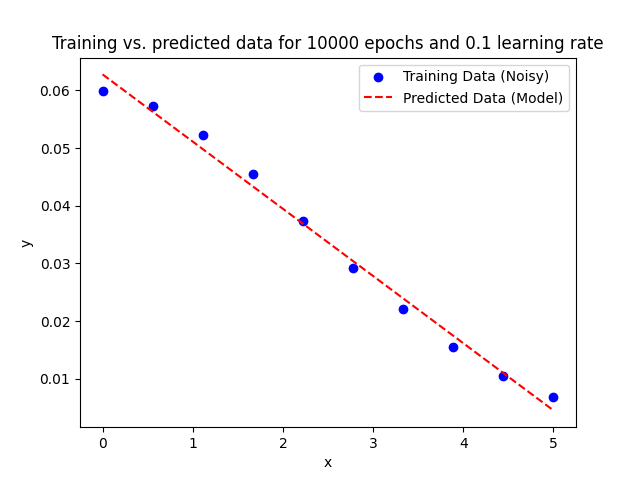 Training vs. predicted data for 10000 epochs and 0.1 learning rate
Training Data (Noisy)
Predicted Data (Model)
0.06
0.05
0.04
0.03
0.02
0.01
y
0 1 2 3 4 5
x